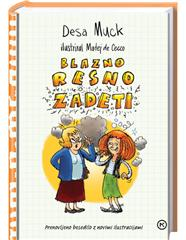 Desa Muck
ilustriral Matej de Cecco
BLAZNO
RESNO
ZADETI
Prenovljeno besedilo z novimi ilustracijami